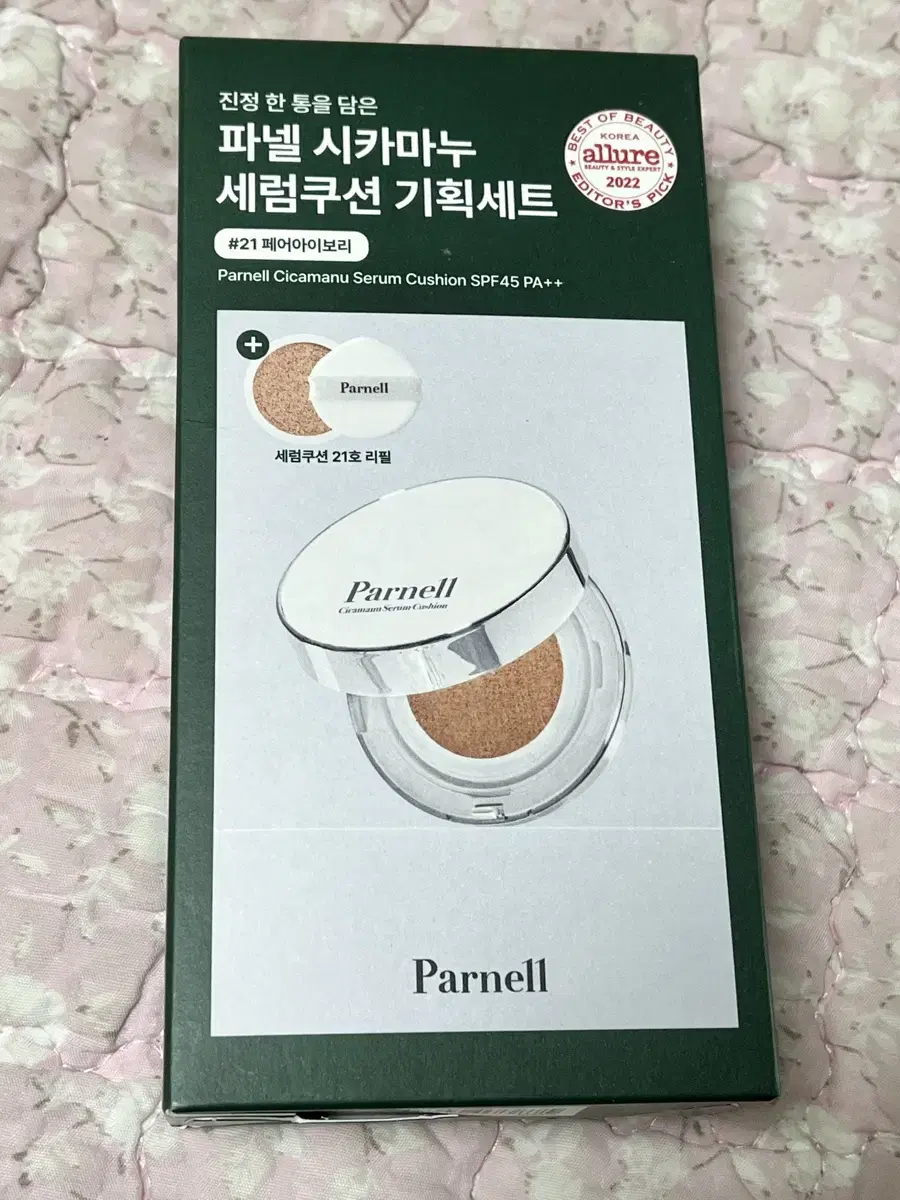 진정 한 통을 담은
파넬 시카마누
세럼쿠션 기획세트
#21 페어아이보리
Parnell Cicamanu Serum Cushion SPF45 PA++
BEST OF BEAUTY
KOREA
allure
BEAUTY & STYLE EXPERT
2022
EDITOR'S PICK
+
Parnell
세럼쿠션 21호 리필
Parnell
Cicamanu Serum Cushion
Parnell